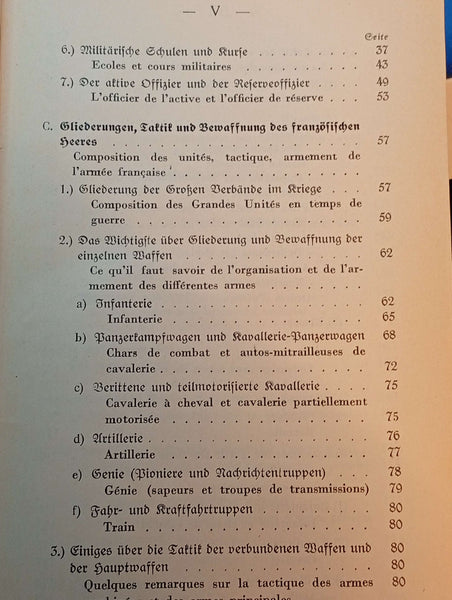 — V —
Seite
6.) Militärische Schulen und Kurse . . . . . . . . 37
Ecoles et cours militaires . . . . . . . . . 43
7.) Der aktive Offizier und der Reserveoffizier . . . . 49
L'officier de l'active et l'officier de réserve . . . 53
C. Gliederungen, Taktik und Bewaffnung des französischen
Heeres . . . . . . . . . . . . . . . 57
Composition des unités, tactique, armement de
l'armée française . . . . . . . . . . .
1.) Gliederung der Großen Verbände im Kriege . . . 57
Composition des Grandes Unités en temps de
guerre . . . . . . . . . . . . . . 59
2.) Das Wichtigste über Gliederung und Bewaffnung der
einzelnen Waffen . . . . . . . . . . . 62
Ce qu'il faut savoir de l'organisation et de l'ar-
mement des différentes armes . . . . . . .
a) Infanterie . . . . . . . . . . . . . 62
Infanterie . . . . . . . . . . . . . 65
b) Panzerkampfwagen und Kavallerie-Panzerwagen 68
Chars de combat et autos-mitrailleuses de
cavalerie . . . . . . . . . . . . . 72
c) Berittene und teilmotorisierte Kavallerie . . . . 75
Cavalerie à cheval et cavalerie partiellement
motorisée . . . . . . . . . . . . . 75
d) Artillerie . . . . . . . . . . . . . 76
Artillerie . . . . . . . . . . . . . 77
e) Genie (Pioniere und Nachrichtentruppen) . . . 78
Génie (sapeurs et troupes de transmissions) 79
f) Fahr- und Kraftfahrtruppen . . . . . . . 80
Train . . . . . . . . . . . . . . 80
3.) Einiges über die Taktik der verbundenen Waffen und
der Hauptwaffen . . . . . . . . . . . 80
Quelques remarques sur la tactique des armes